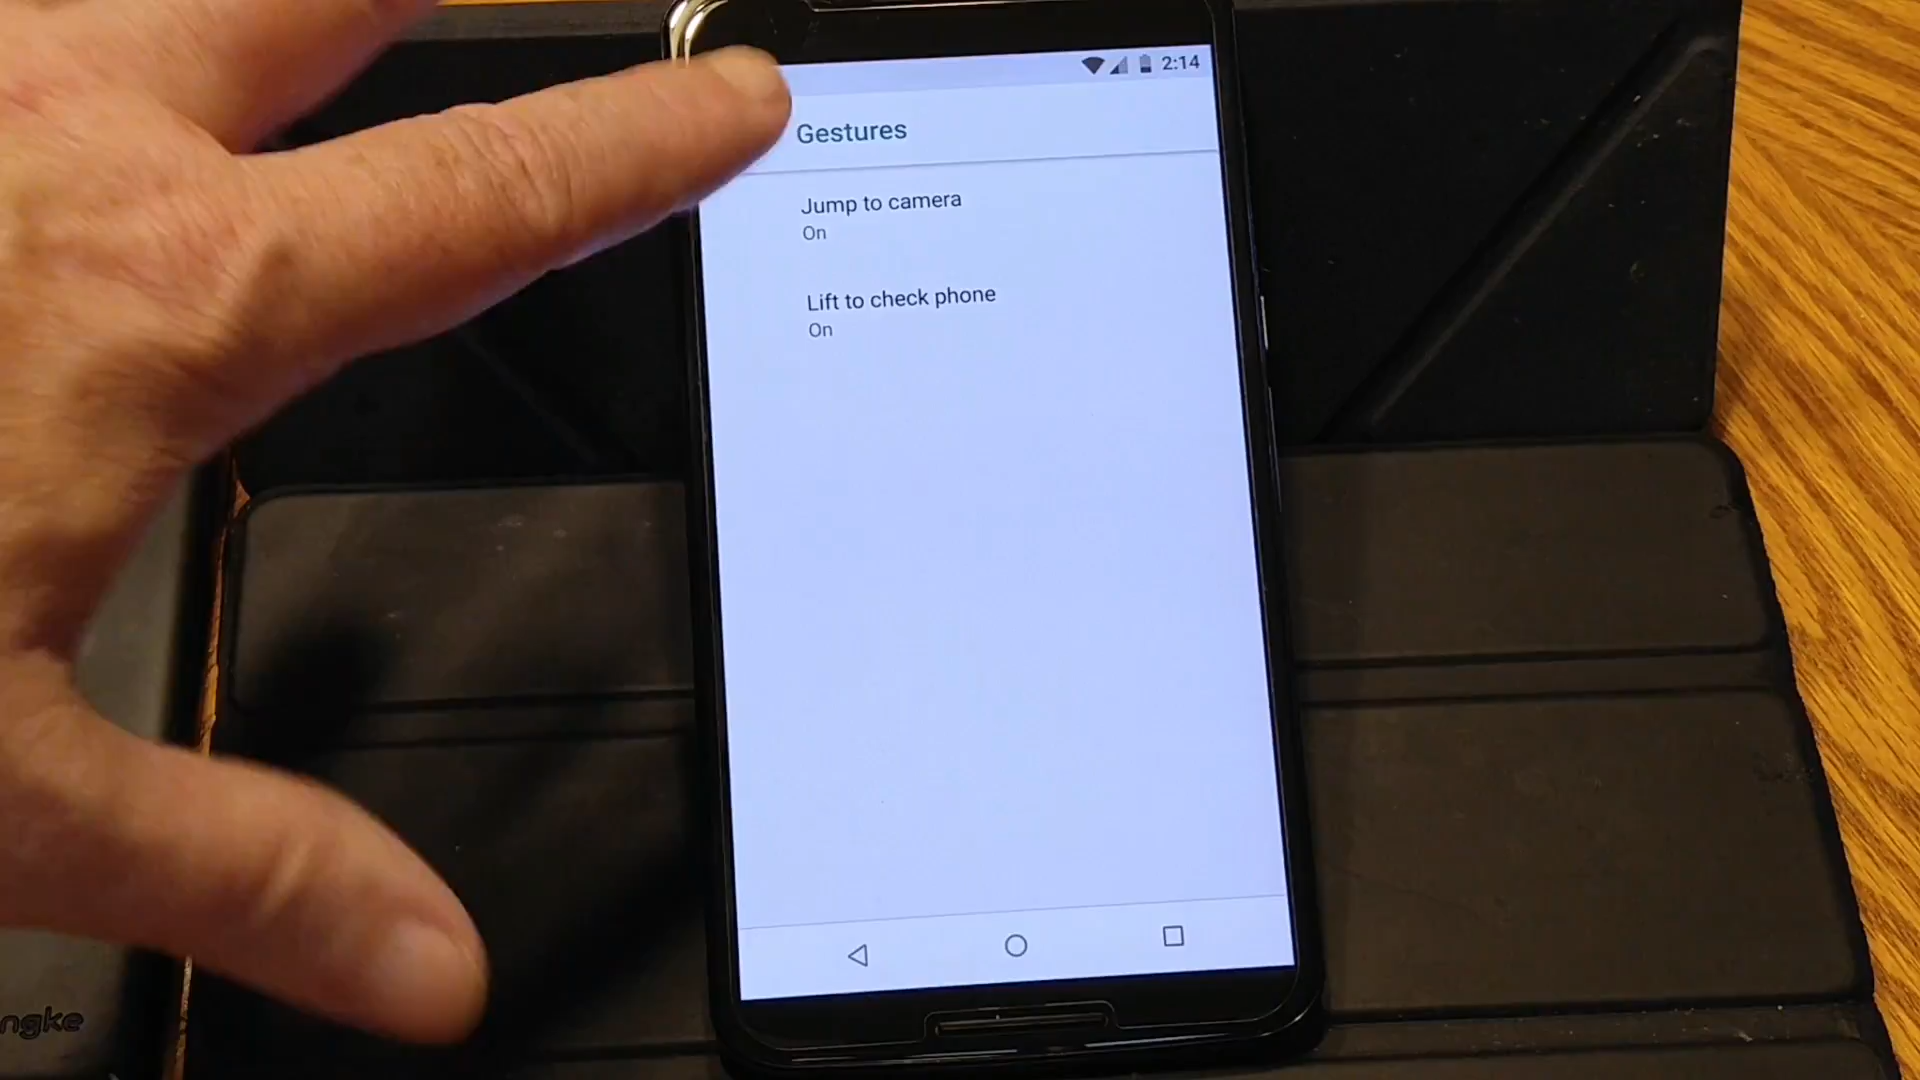 2:14
Gestures
Jump to camera
On
Lift to check phone
On
ngke